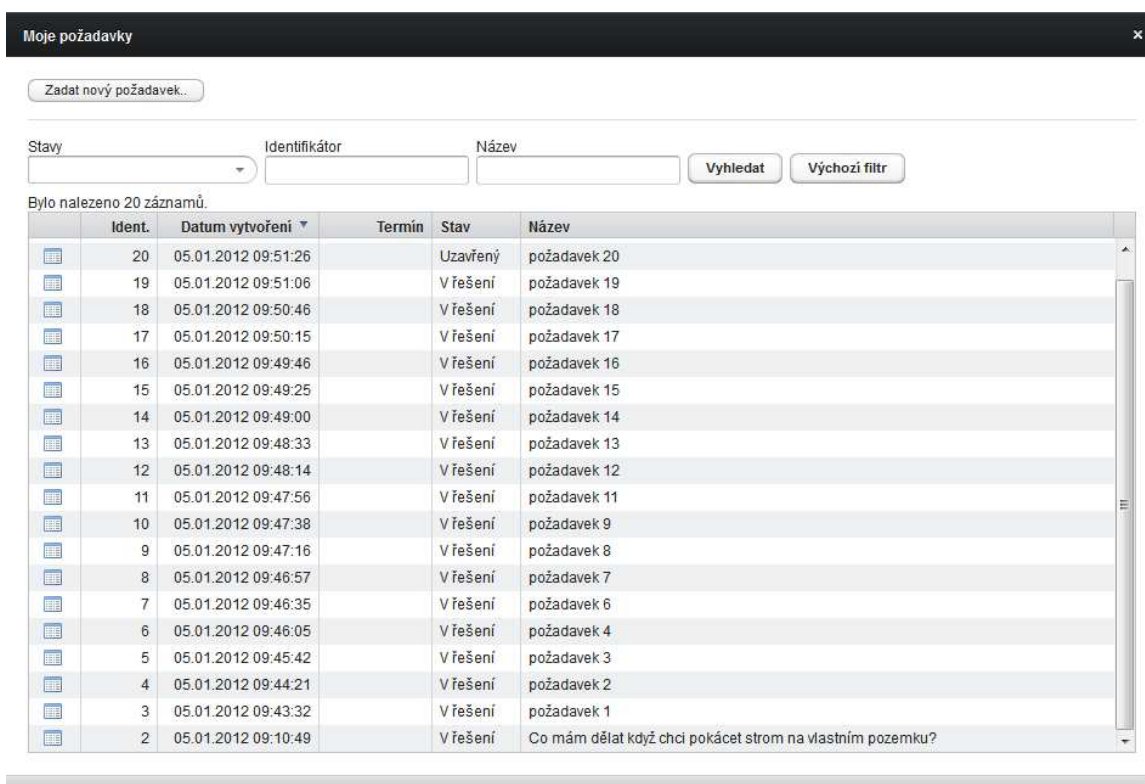 Moje požadavky
Zadat nový požadavek..
Stavy Identifikátor Název
Vyhledat Výchozí filtr
Bylo nalezeno 20 záznamů.
Ident. Datum vytvoření Termín Stav Název
20 05.01.2012 09:51:26 Uzavřený požadavek 20
19 05.01.2012 09:51:06 V řešení požadavek 19
18 05.01.2012 09:50:46 V řešení požadavek 18
17 05.01.2012 09:50:15 V řešení požadavek 17
16 05.01.2012 09:49:46 V řešení požadavek 16
15 05.01.2012 09:49:25 V řešení požadavek 15
14 05.01.2012 09:49:00 V řešení požadavek 14
13 05.01.2012 09:48:33 V řešení požadavek 13
12 05.01.2012 09:48:14 V řešení požadavek 12
11 05.01.2012 09:47:56 V řešení požadavek 11
10 05.01.2012 09:47:38 V řešení požadavek 9
9 05.01.2012 09:47:16 V řešení požadavek 8
8 05.01.2012 09:46:57 V řešení požadavek 7
7 05.01.2012 09:46:35 V řešení požadavek 6
6 05.01.2012 09:46:05 V řešení požadavek 4
5 05.01.2012 09:45:42 V řešení požadavek 3
4 05.01.2012 09:44:21 V řešení požadavek 2
3 05.01.2012 09:43:32 V řešení požadavek 1
2 05.01.2012 09:10:49 V řešení Co mám dělat když chci pokácet strom na vlastním pozemku?